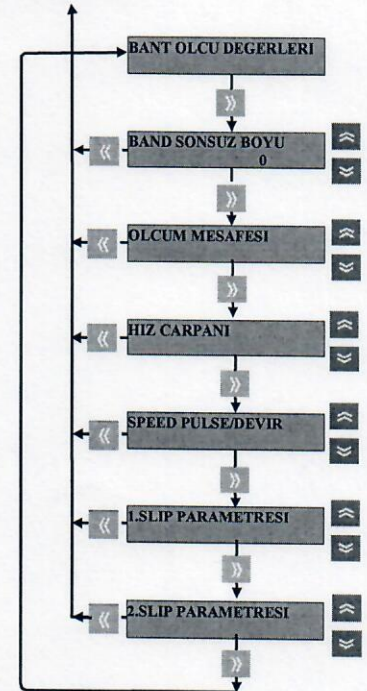 BANT OLCU DEGERLERI
BAND SONSUZ BOYU
0
OLCUM MESAFESI
HIZ CARPANI
SPEED PULSE/DEVIR
1.SLIP PARAMETRESI
2.SLIP PARAMETRESI